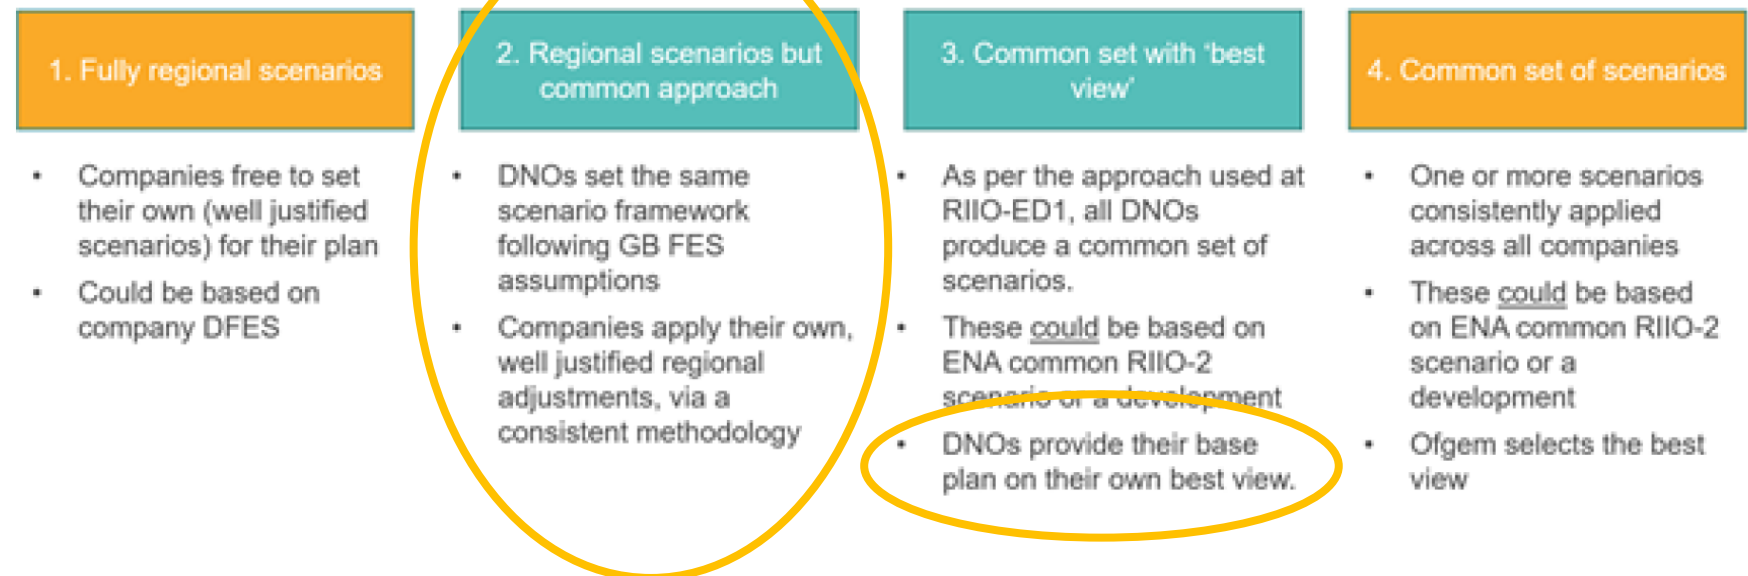 1. Fully regional scenarios
• Companies free to set
their own (well justified
scenarios) for their plan
• Could be based on
company DFES
2. Regional scenarios but
common approach
• DNOs set the same
scenario framework
following GB FES
assumptions
• Companies apply their own,
well justified regional
adjustments, via a
consistent methodology
3. Common set with ‘best
view’
• As per the approach used at
RIIO-ED1, all DNOs
produce a common set of
scenarios.
• These could be based on
ENA common RIIO-2
scenario or a development
• DNOs provide their base
plan on their own best view.
4. Common set of scenarios
• One or more scenarios
consistently applied
across all companies
• These could be based
on ENA common RIIO-2
scenario or a
development
• Ofgem selects the best
view